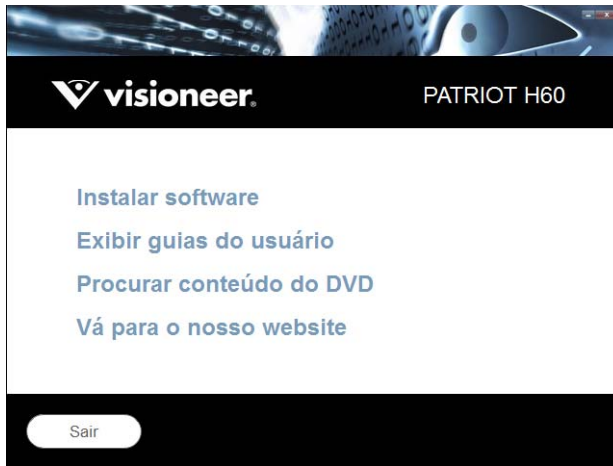 visioneer.
PATRIOT H60
Instalar software
Exibir guias do usuário
Procurar conteúdo do DVD
Vá para o nosso website
Sair